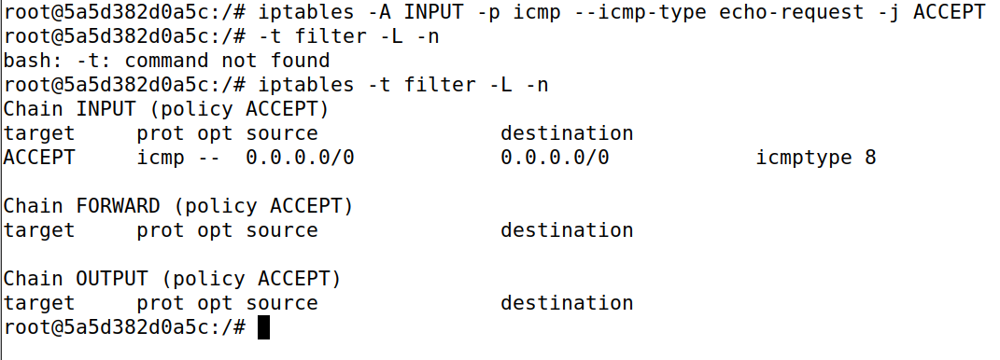 root@5a5d382d0a5c:/# iptables -A INPUT -p icmp --icmp-type echo-request -j ACCEPT
root@5a5d382d0a5c:/# -t filter -L -n
bash: -t: command not found
root@5a5d382d0a5c:/# iptables -t filter -L -n
Chain INPUT (policy ACCEPT)
target     prot opt source               destination
ACCEPT     icmp --  0.0.0.0/0            0.0.0.0/0            icmptype 8

Chain FORWARD (policy ACCEPT)
target     prot opt source               destination

Chain OUTPUT (policy ACCEPT)
target     prot opt source               destination
root@5a5d382d0a5c:/#